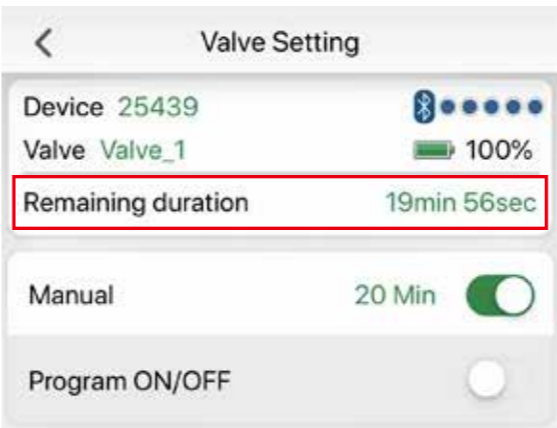 Valve Setting
Device 25439
Valve Valve_1 100%
Remaining duration 19min 56sec
Manual 20 Min
Program ON/OFF